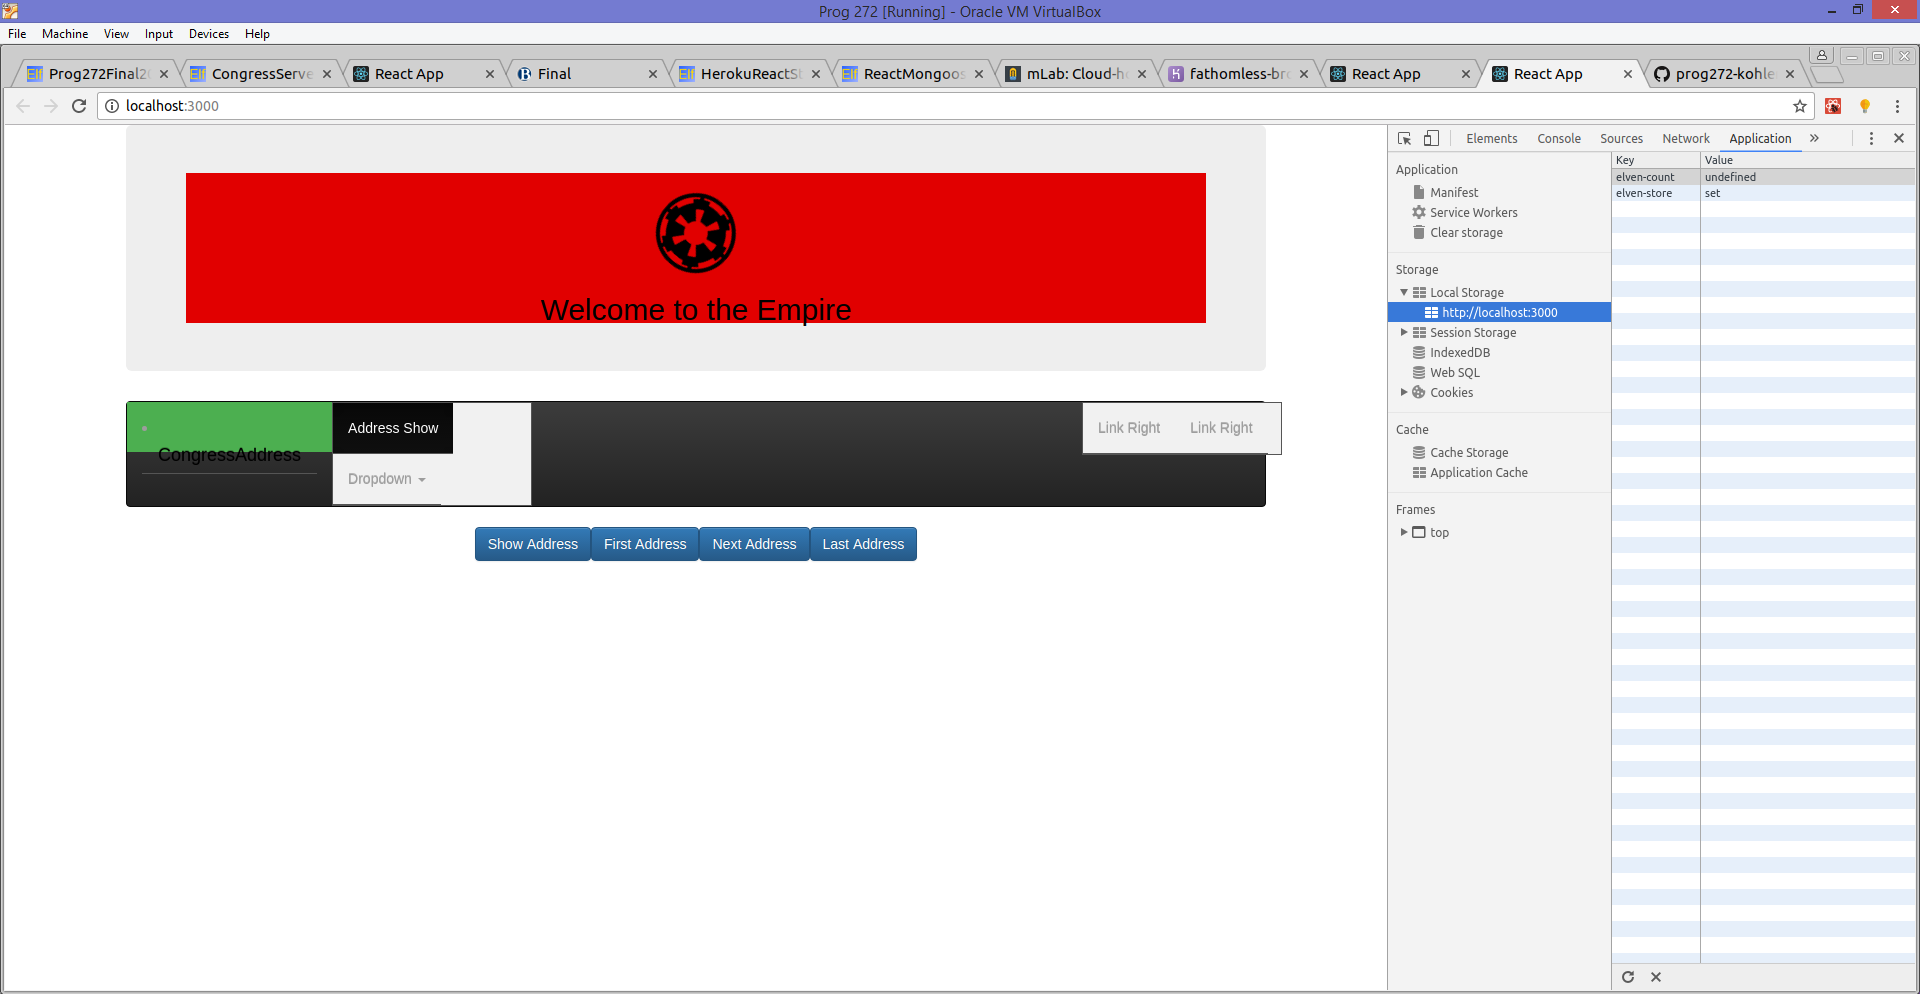 Prog 272 [Running] - Oracle VM VirtualBox
File Machine View Input Devices Help
Prog272Final2 CongressServe React App Final HerokuReactS ReactMongoos mLab: Cloud-h fathomless-br React App React App prog272-kohle
localhost:3000
Elements Console Sources Network Application »
Welcome to the Empire
CongressAddress
Address Show
Dropdown
Link Right Link Right
Show Address First Address Next Address Last Address
Application
Manifest
Service Workers
Clear storage
Storage
Local Storage
http://localhost:3000
Session Storage
IndexedDB
Web SQL
Cookies
Cache
Cache Storage
Application Cache
Frames
top
Key Value
elven-count undefined
elven-store set